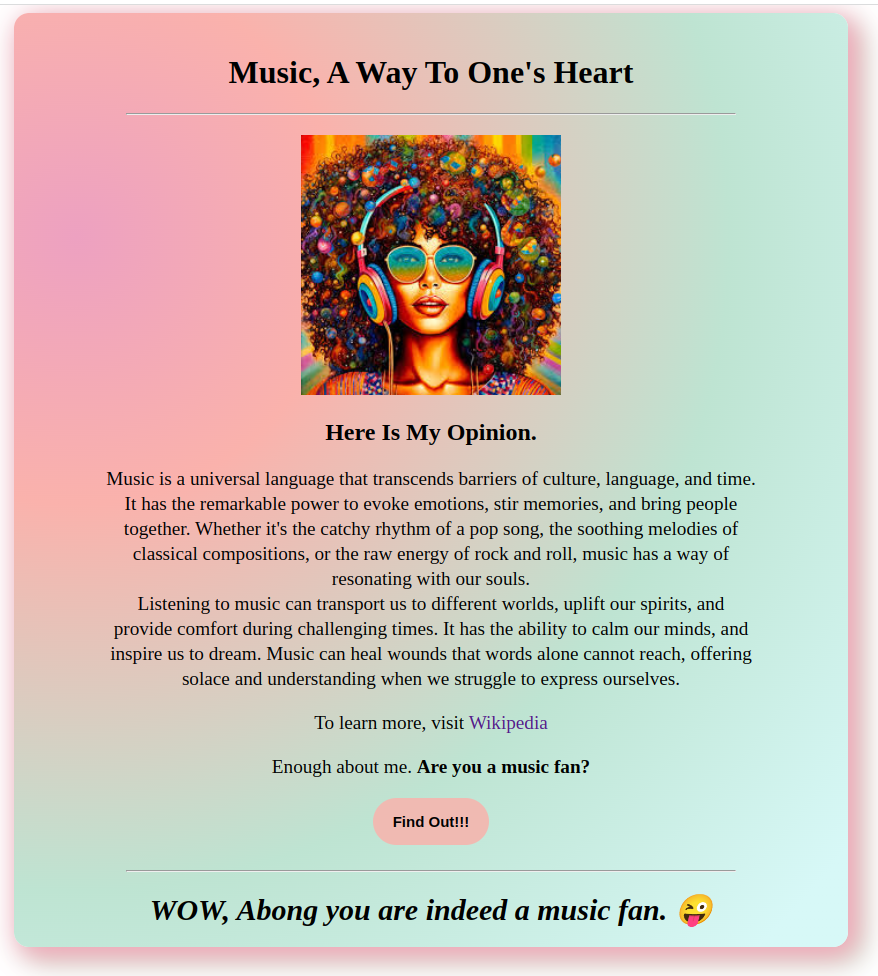 Music, A Way To One's Heart
Here Is My Opinion.
Music is a universal language that transcends barriers of culture, language, and time.
It has the remarkable power to evoke emotions, stir memories, and bring people
together. Whether it's the catchy rhythm of a pop song, the soothing melodies of
classical compositions, or the raw energy of rock and roll, music has a way of
resonating with our souls.
Listening to music can transport us to different worlds, uplift our spirits, and
provide comfort during challenging times. It has the ability to calm our minds, and
inspire us to dream. Music can heal wounds that words alone cannot reach, offering
solace and understanding when we struggle to express ourselves.
To learn more, visit Wikipedia
Enough about me. Are you a music fan?
Find Out!!!
WOW, Abong you are indeed a music fan. 😜